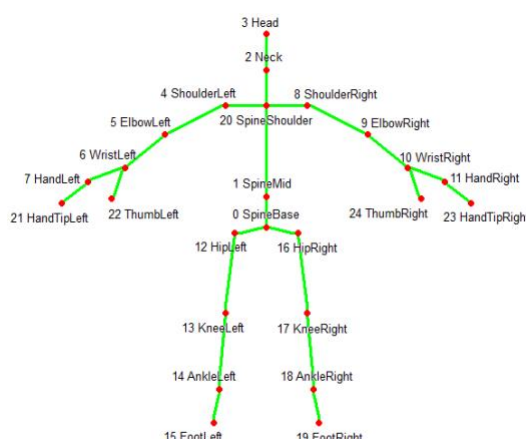 3 Head
2 Neck
4 ShoulderLeft 8 ShoulderRight
20 SpineShoulder
5 ElbowLeft 9 ElbowRight
6 WristLeft 10 WristRight
7 HandLeft 11 HandRight
1 SpineMid
21 HandTipLeft 22 ThumbLeft 0 SpineBase 24 ThumbRight 23 HandTipRight
12 HipLeft 16 HipRight
13 KneeLeft 17 KneeRight
14 AnkleLeft 18 AnkleRight
15 FootLeft 19 FootRight